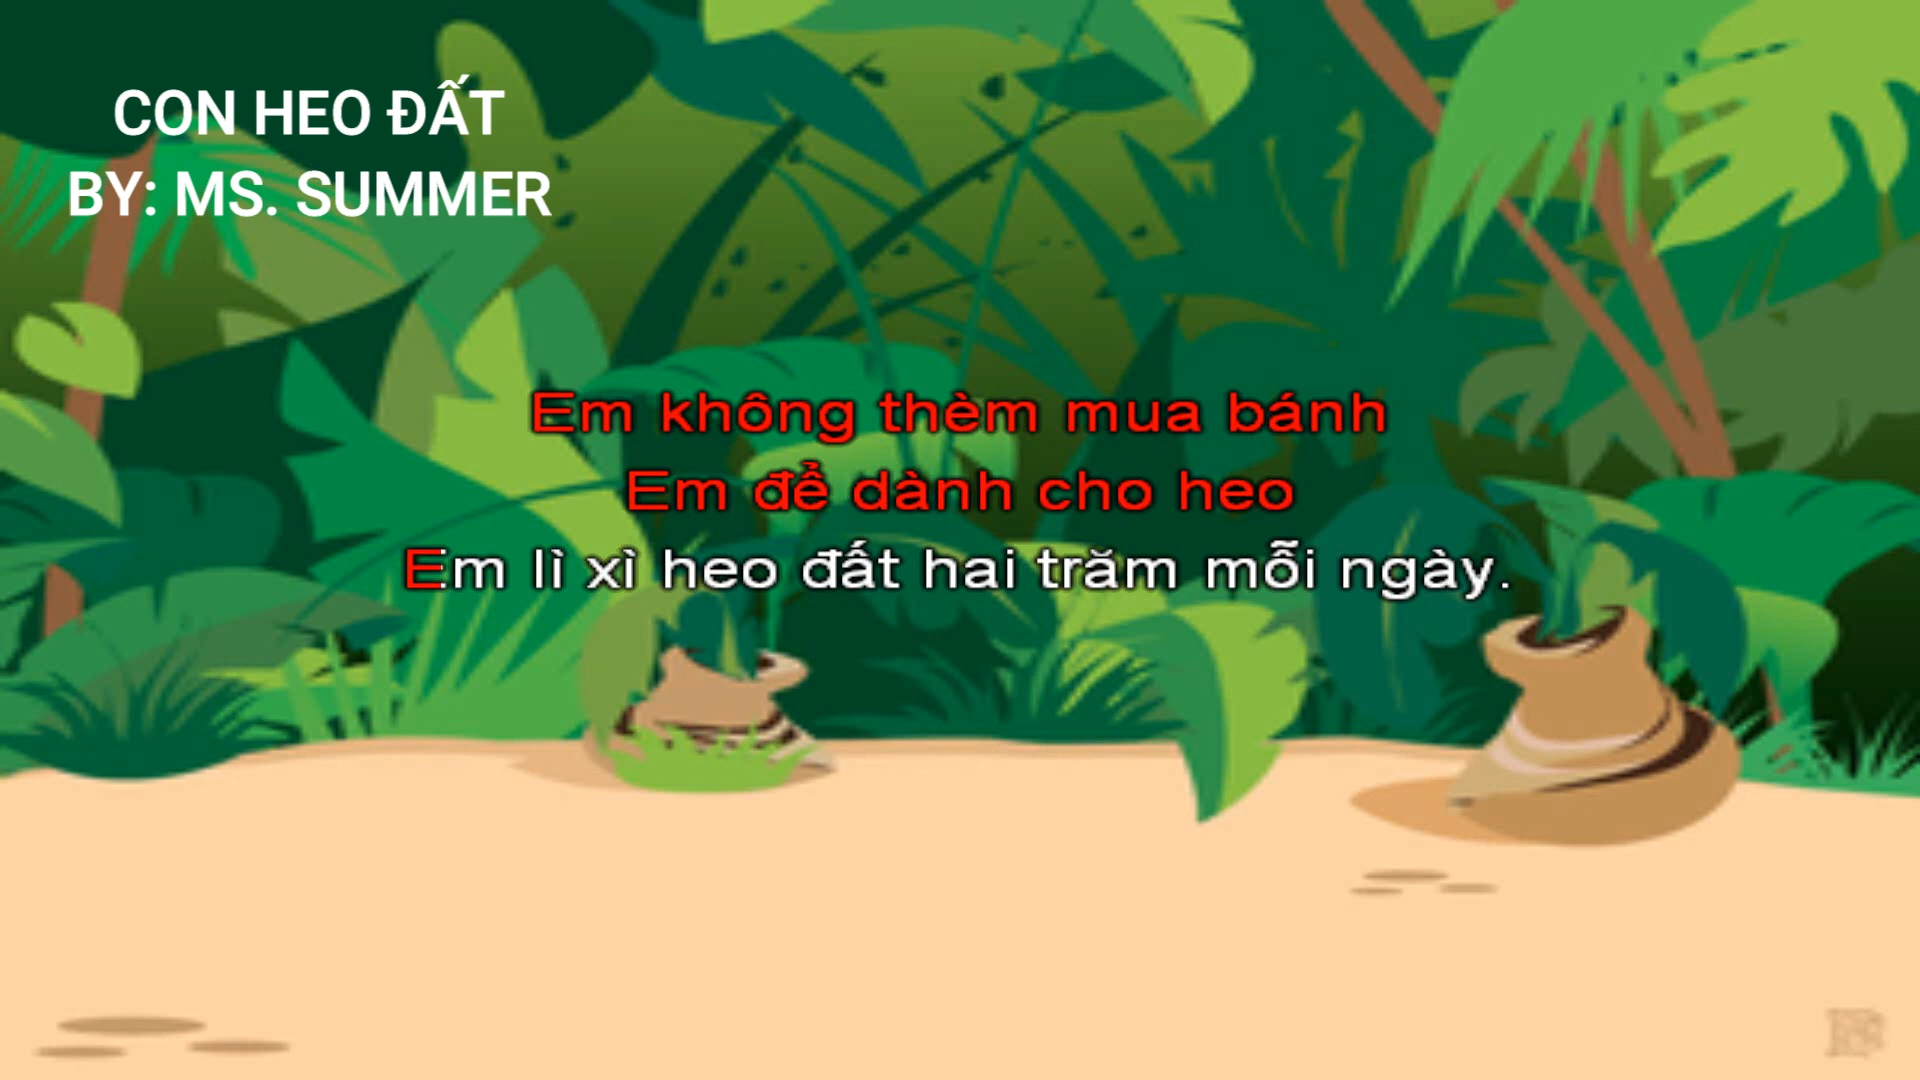 CON HEO ĐẤT
BY: MS. SUMMER
Em không thèm mua bánh
Em để dành cho heo
Em lì xì heo đất hai trăm mỗi ngày.